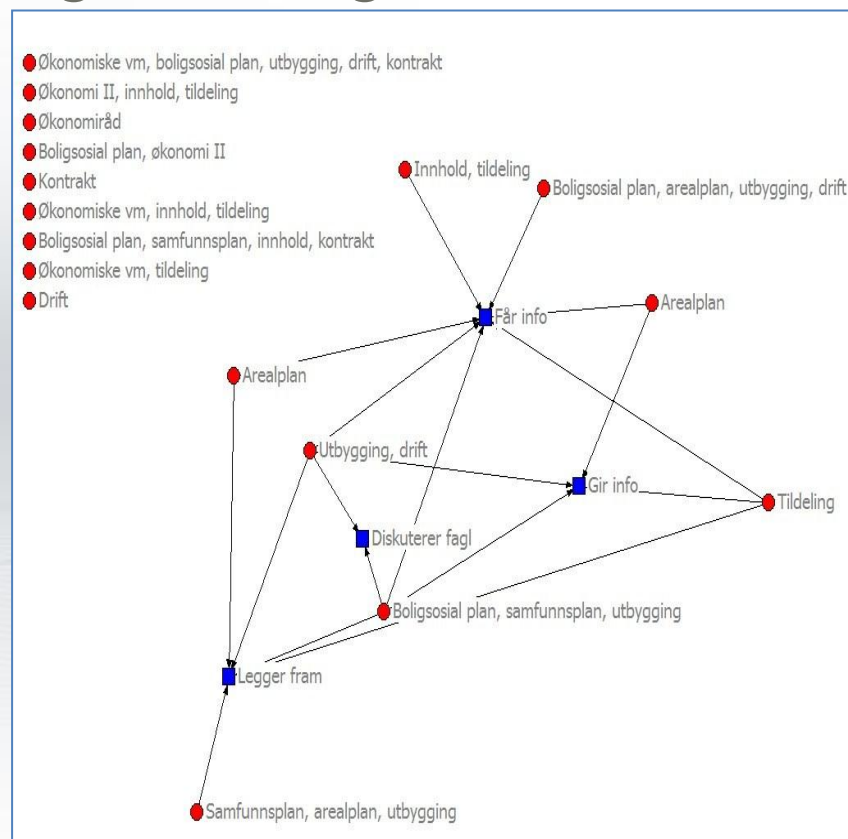 Økonomiske vm, boligsosial plan, utbygging, drift, kontrakt
Økonomi II, innhold, tildeling
Økonomiråd
Boligsosial plan, økonomi II
Kontrakt
Økonomiske vm, innhold, tildeling
Boligsosial plan, samfunnsplan, innhold, kontrakt
Økonomiske vm, tildeling
Drift
Innhold, tildeling
Boligsosial plan, arealplan, utbygging, drift
Får info
Arealplan
Arealplan
Utbygging, drift
Gir info
Tildeling
Diskuterer fagl
Boligsosial plan, samfunnsplan, utbygging
Legger fram
Samfunnsplan, arealplan, utbygging